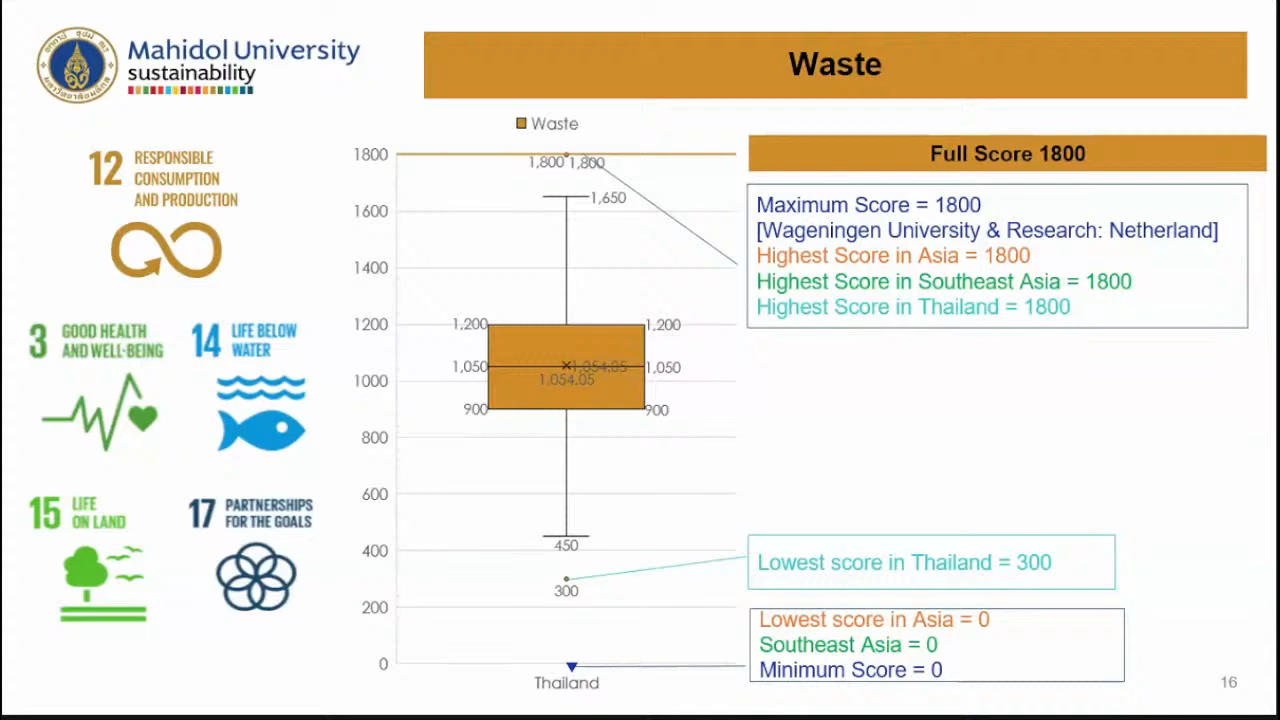 Mahidol University
sustainability
Waste
12 RESPONSIBLE
CONSUMPTION
AND PRODUCTION
3 GOOD HEALTH
AND WELL-BEING
14 LIFE BELOW
WATER
15 LIFE
ON LAND
17 PARTNERSHIPS
FOR THE GOALS
Waste
1800
1600
1400
1200
1000
800
600
400
200
0
1,800 1,800
1,650
1,200 1,200
1,050 1,054.05 1,050
1,054.05
900 900
450
300
Thailand
Full Score 1800
Maximum Score = 1800
[Wageningen University & Research: Netherland]
Highest Score in Asia = 1800
Highest Score in Southeast Asia = 1800
Highest Score in Thailand = 1800
Lowest score in Thailand = 300
Lowest score in Asia = 0
Southeast Asia = 0
Minimum Score = 0
16